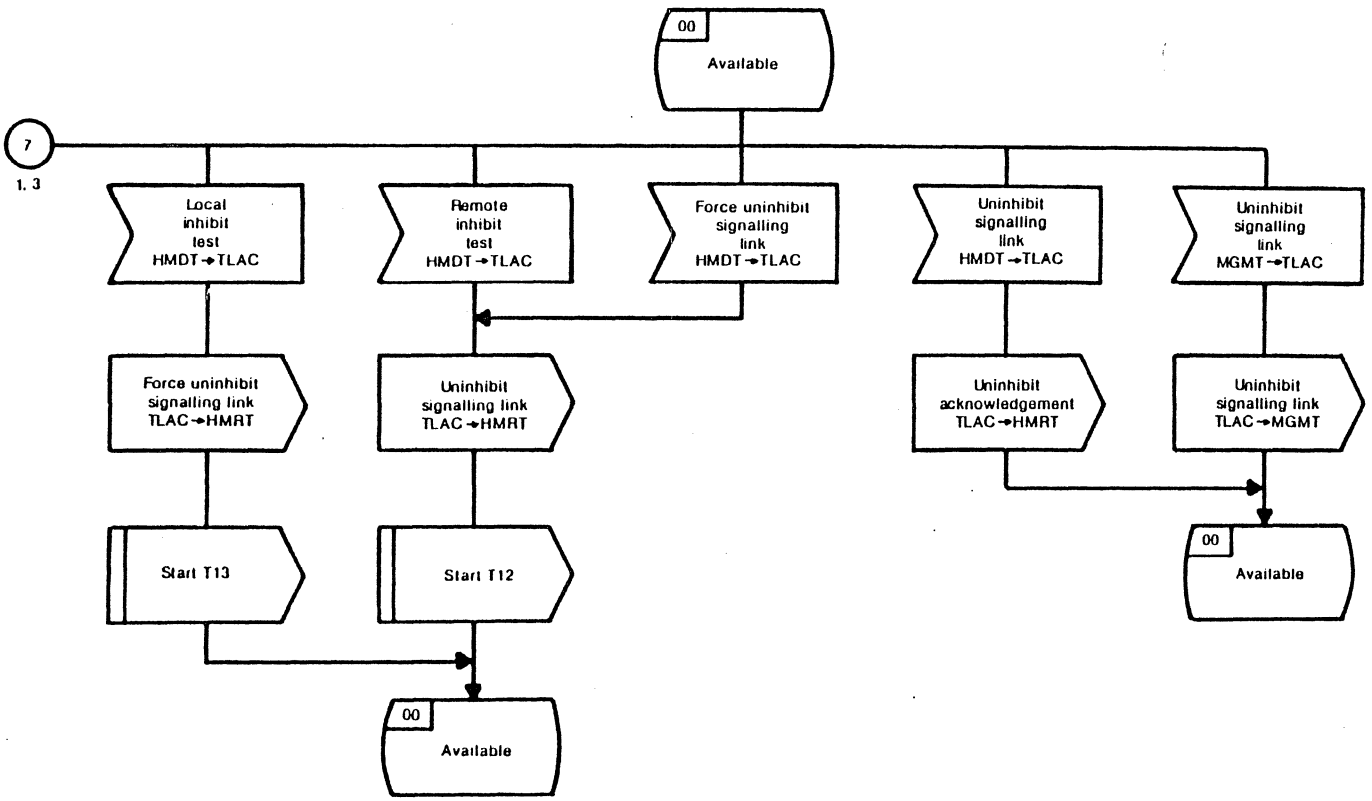 00
Available
7
1, 3
Local
inhibit
test
HMDT→TLAC
Remote
inhibit
test
HMDT→TLAC
Force uninhibit
signalling
link
HMDT→TLAC
Uninhibit
signalling
link
HMDT→TLAC
Uninhibit
signalling
link
MGMT→TLAC
Force uninhibit
signalling link
TLAC→HMRT
Uninhibit
signalling link
TLAC→HMRT
Uninhibit
acknowledgement
TLAC→HMRT
Uninhibit
signalling link
TLAC→MGMT
Start T13
Start T12
00
Available
00
Available